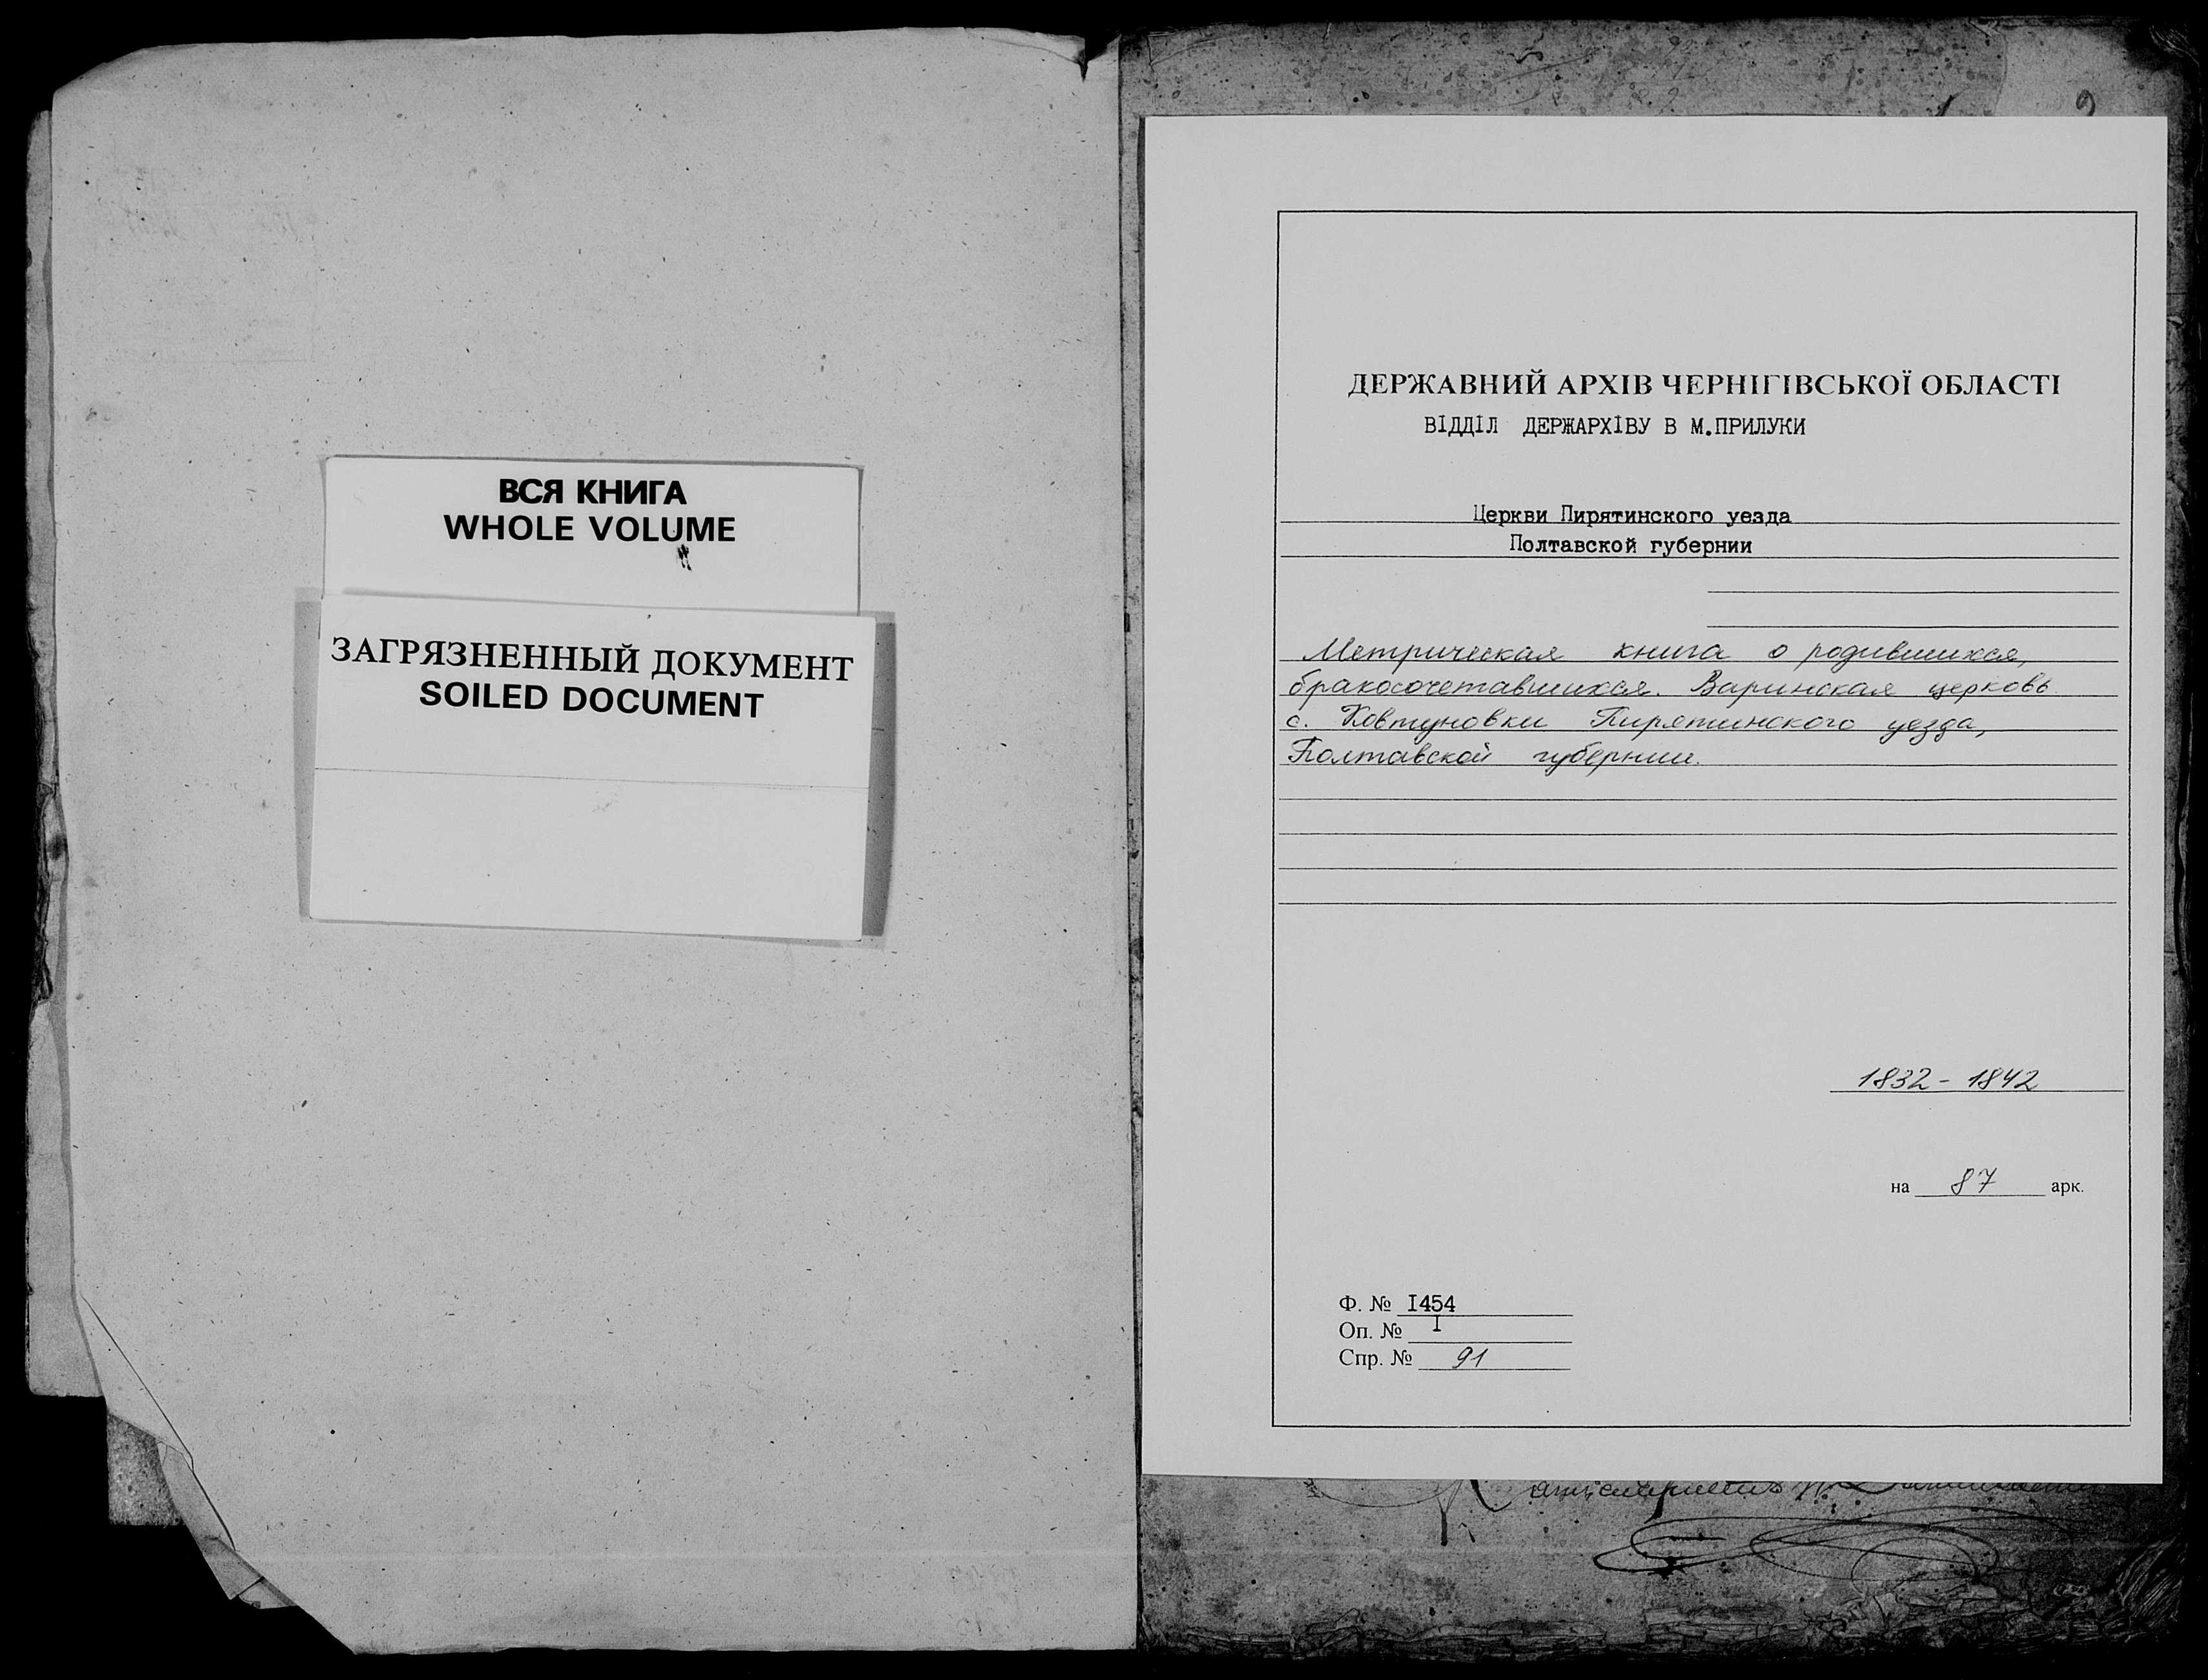 ВСЯ КНИГА
WHOLE VOLUME
ЗАГРЯЗНЕННЫЙ ДОКУМЕНТ
SOILED DOCUMENT
ДЕРЖАВНИЙ АРХІВ ЧЕРНІГІВСЬКОЇ ОБЛАСТІ
ВІДДІЛ ДЕРЖАРХІВУ В М.ПРИЛУКИ
Церкви Пирятинского уезда
Полтавской губернии
Метрическая книга о родившихся,
бракосочетавшихся. Варинская церковь
с. Ковтуновки Пирятинского уезда,
Полтавской губернии.
1832 - 1842
на 87 арк.
Ф. № I454
Оп. № I
Спр. № 91